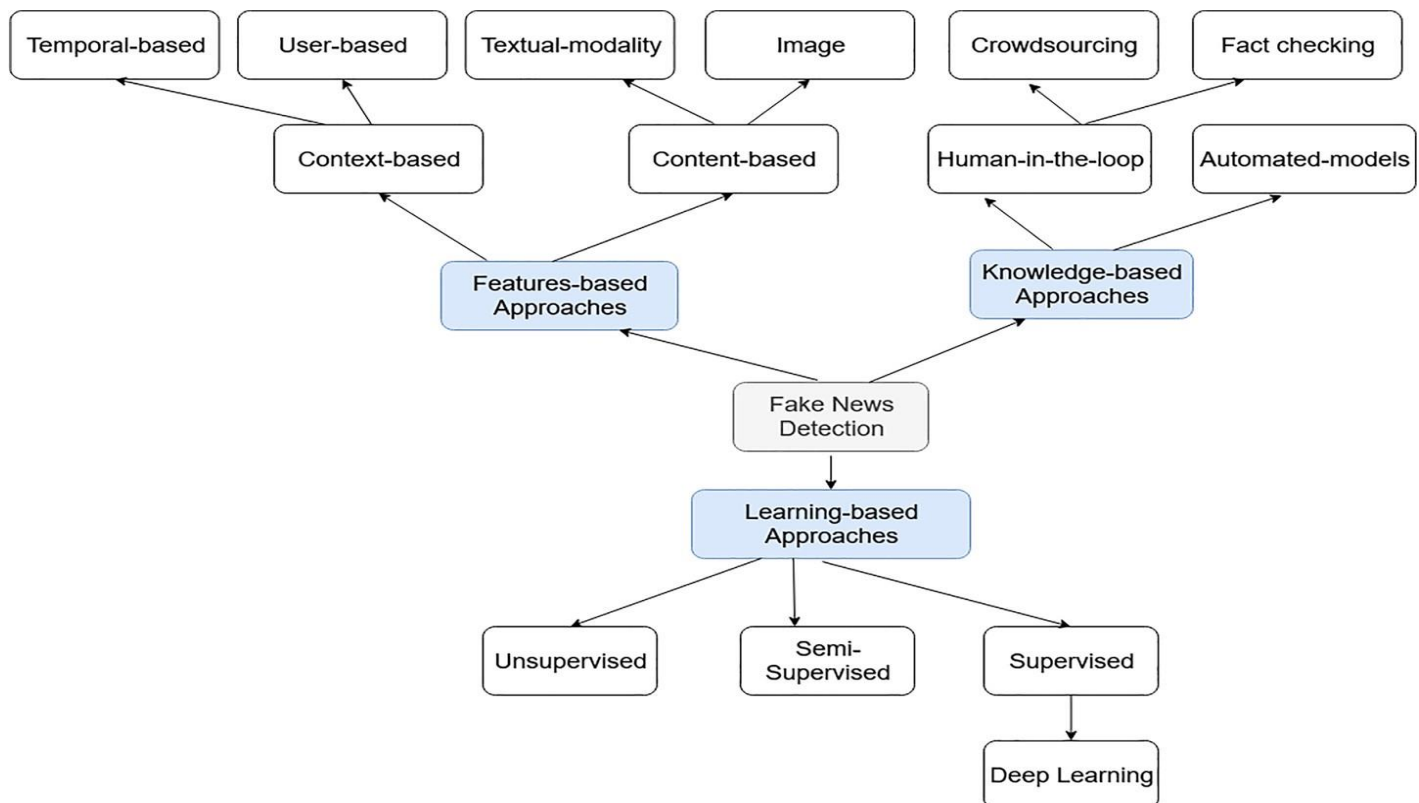 Temporal-based
User-based
Textual-modality
Image
Crowdsourcing
Fact checking
Context-based
Content-based
Human-in-the-loop
Automated-models
Features-based
Approaches
Knowledge-based
Approaches
Fake News
Detection
Learning-based
Approaches
Unsupervised
Semi-
Supervised
Supervised
Deep Learning